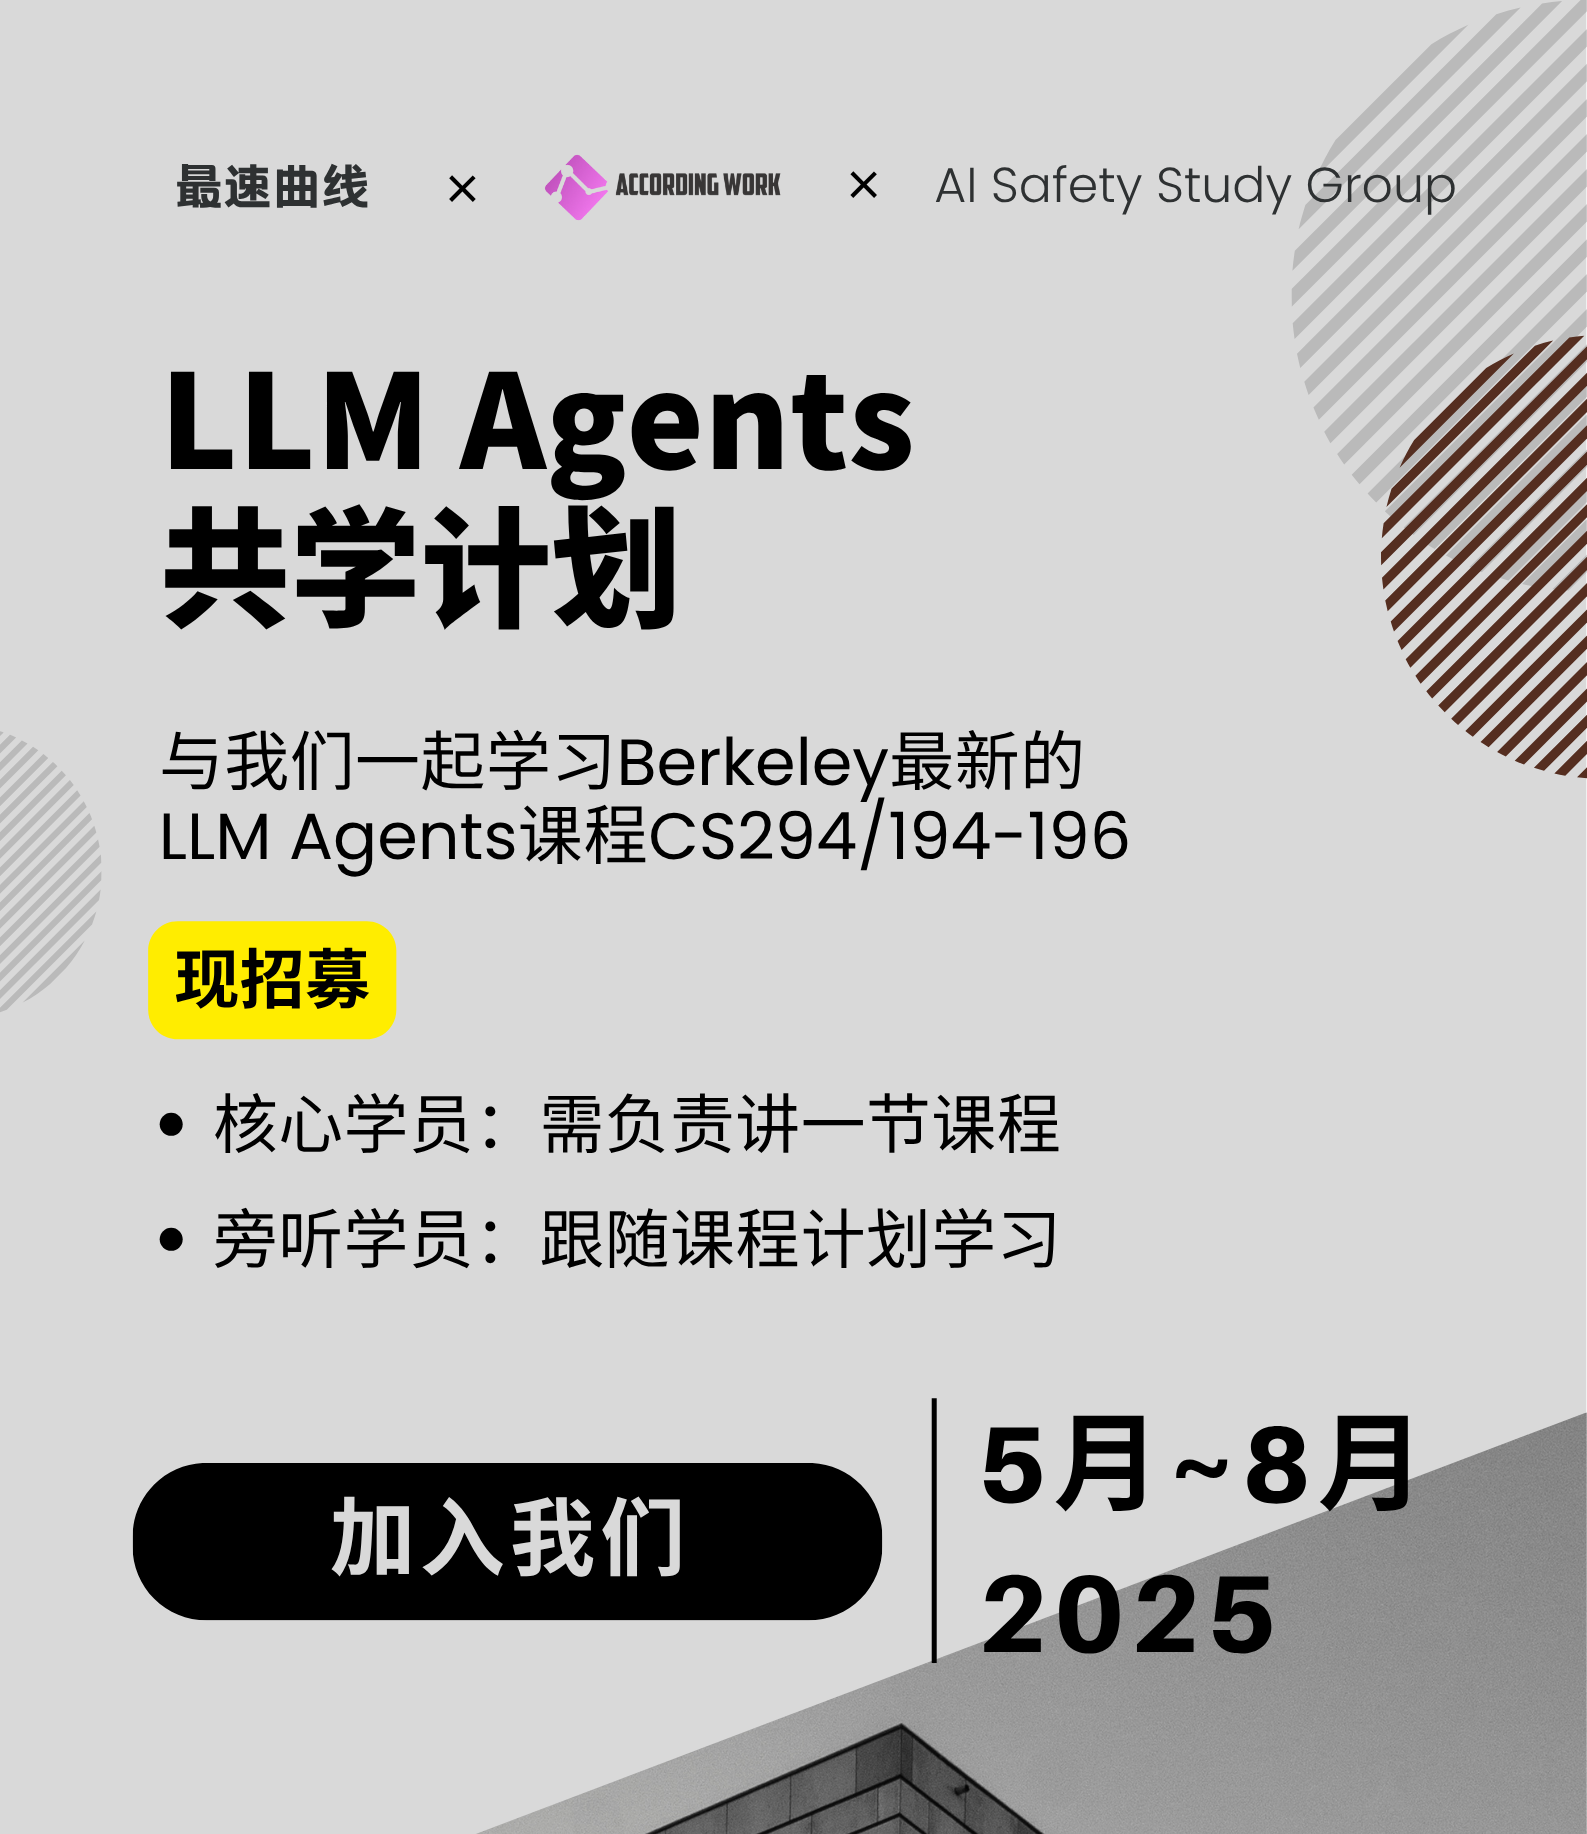 最速曲线 × ACCORDING WORK × AI Safety Study Group
LLM Agents
共学计划
与我们一起学习Berkeley最新的
LLM Agents课程CS294/194-196
现招募
• 核心学员：需负责讲一节课程
• 旁听学员：跟随课程计划学习
加入我们
5月~8月
2025